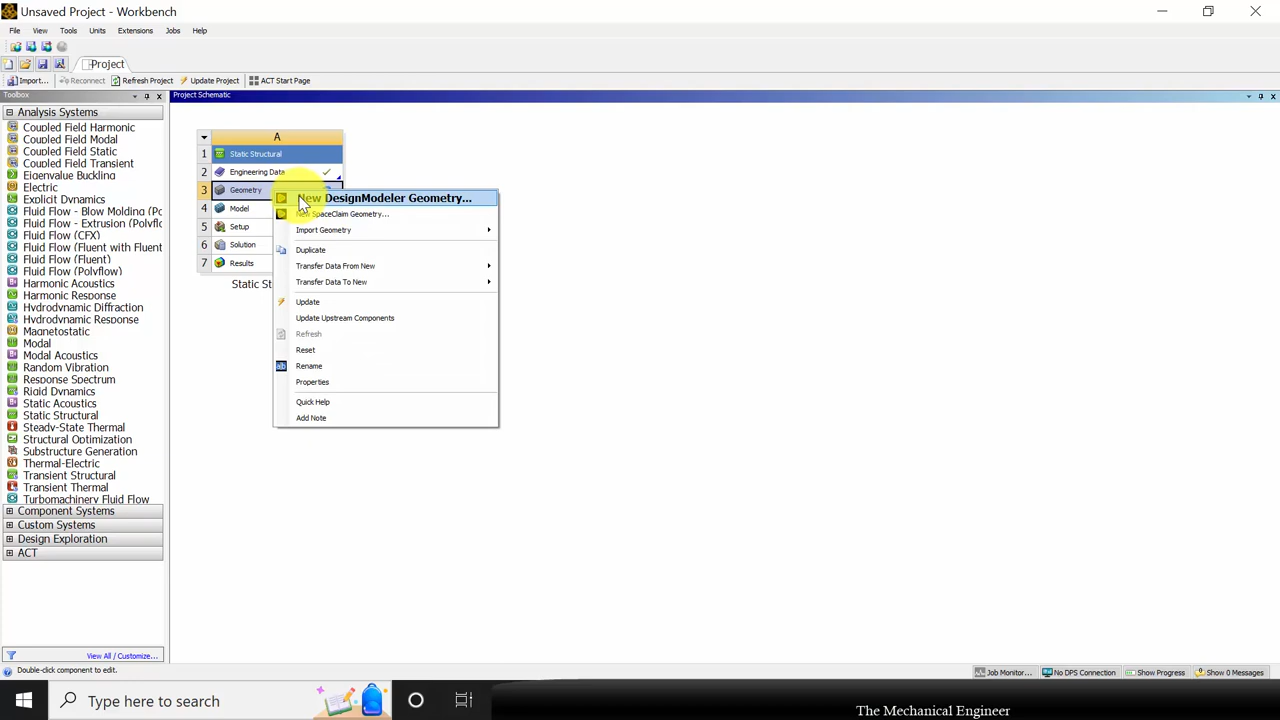 Unsaved Project - Workbench
File View Tools Units Extensions Jobs Help
Project
Import... Reconnect Refresh Project Update Project ACT Start Page
Toolbox
Project Schematic
Analysis Systems
Coupled Field Harmonic
Coupled Field Modal
Coupled Field Static
Coupled Field Transient
Eigenvalue Buckling
Electric
Explicit Dynamics
Fluid Flow - Blow Molding (Po
Fluid Flow - Extrusion (Polyflo
Fluid Flow (CFX)
Fluid Flow (Fluent with Fluent
Fluid Flow (Fluent)
Fluid Flow (Polyflow)
Harmonic Acoustics
Harmonic Response
Hydrodynamic Diffraction
Hydrodynamic Response
Magnetostatic
Modal
Modal Acoustics
Random Vibration
Response Spectrum
Rigid Dynamics
Static Acoustics
Static Structural
Steady-State Thermal
Structural Optimization
Substructure Generation
Thermal-Electric
Transient Structural
Transient Thermal
Turbomachinery Fluid Flow
Component Systems
Custom Systems
Design Exploration
ACT
View All / Customize...
A
1 Static Structural
2 Engineering Data
3 Geometry
4 Model
5 Setup
6 Solution
7 Results
Static St
New DesignModeler Geometry...
New SpaceClaim Geometry...
Import Geometry
Duplicate
Transfer Data From New
Transfer Data To New
Update
Update Upstream Components
Refresh
Reset
Rename
Properties
Quick Help
Add Note
Double-click component to edit.
Job Monitor... No DPS Connection Show Progress Show 0 Messages
Type here to search
The Mechanical Engineer